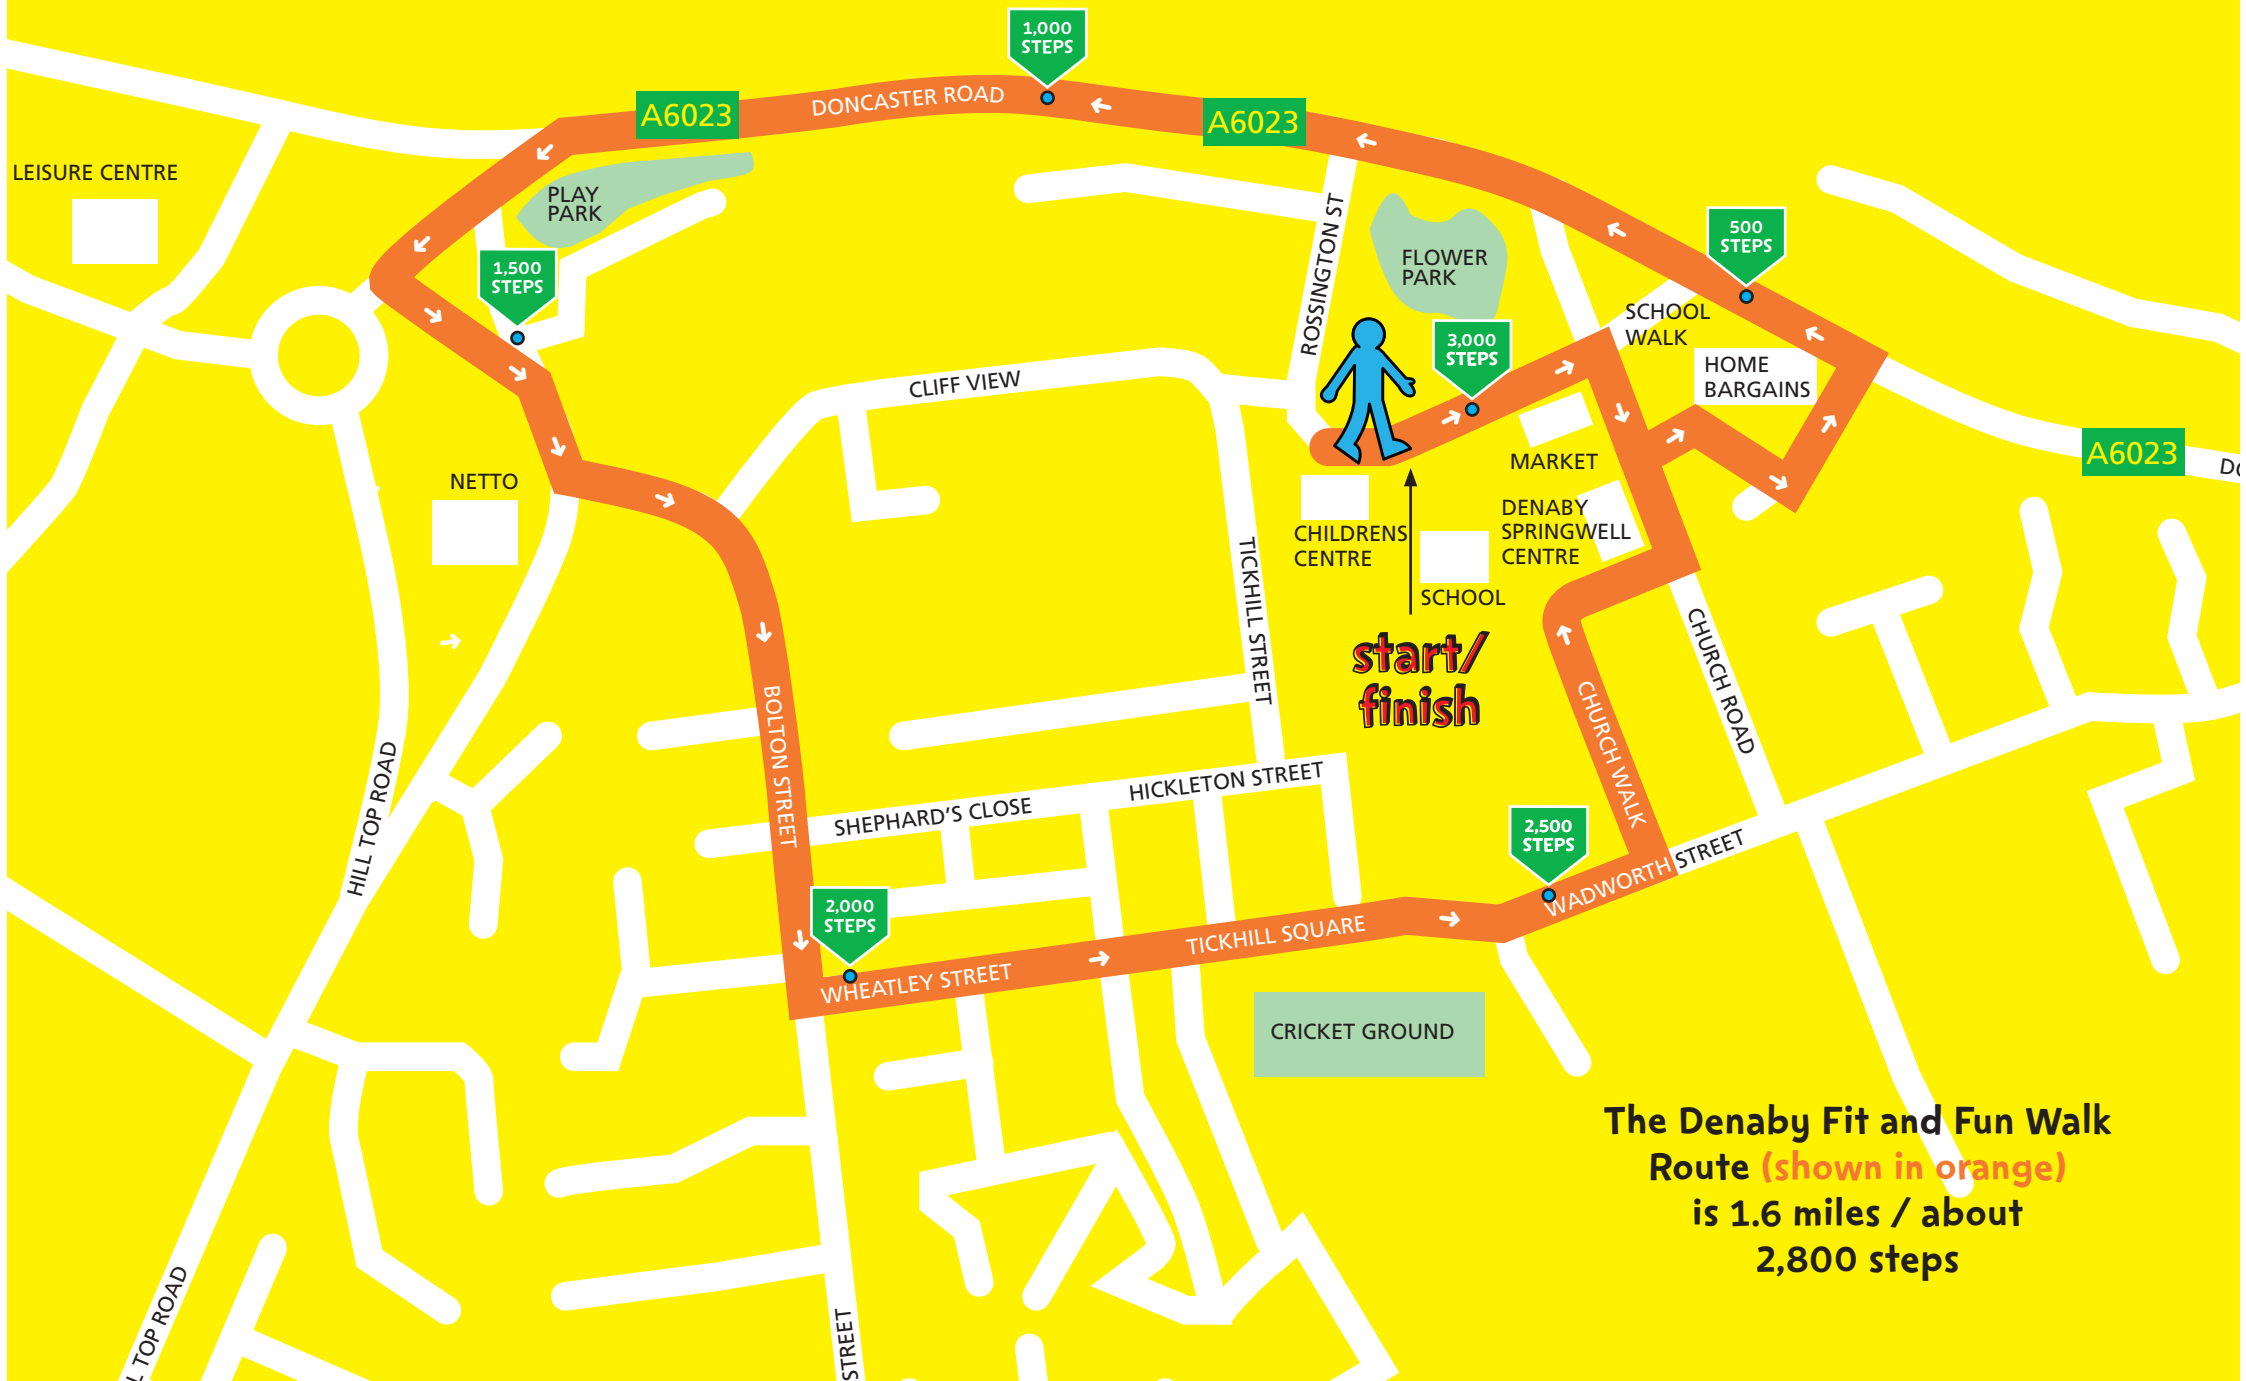 1,000
STEPS
A6023
DONCASTER ROAD
A6023
LEISURE CENTRE
PLAY
PARK
ROSSINGTON ST
FLOWER
PARK
500
STEPS
1,500
STEPS
SCHOOL
WALK
3,000
STEPS
HOME
BARGAINS
CLIFF VIEW
A6023
MARKET
NETTO
DENABY
SPRINGWELL
CENTRE
CHILDRENS
CENTRE
SCHOOL
TICKHILL STREET
CHURCH ROAD
start/
finish
BOLTON STREET
CHURCH WALK
HILL TOP ROAD
SHEPHARD'S CLOSE
HICKLETON STREET
2,500
STEPS
WADWORTH STREET
2,000
STEPS
TICKHILL SQUARE
WHEATLEY STREET
CRICKET GROUND
The Denaby Fit and Fun Walk
Route (shown in orange)
is 1.6 miles / about
2,800 steps
TOP ROAD
STREET